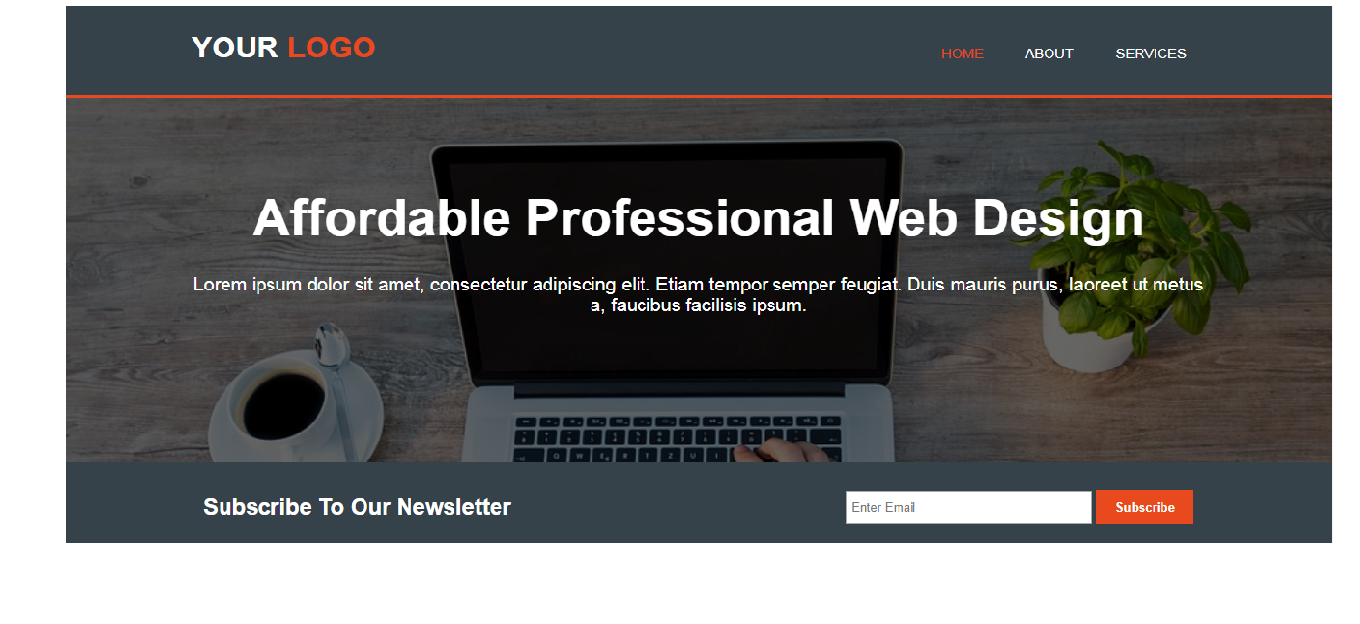 YOUR LOGO
HOME ABOUT SERVICES
Affordable Professional Web Design
Lorem ipsum dolor sit amet, consectetur adipiscing elit. Etiam tempor semper feugiat. Duis mauris purus, laoreet ut metus
a, faucibus facilisis ipsum.
Subscribe To Our Newsletter
Enter Email
Subscribe